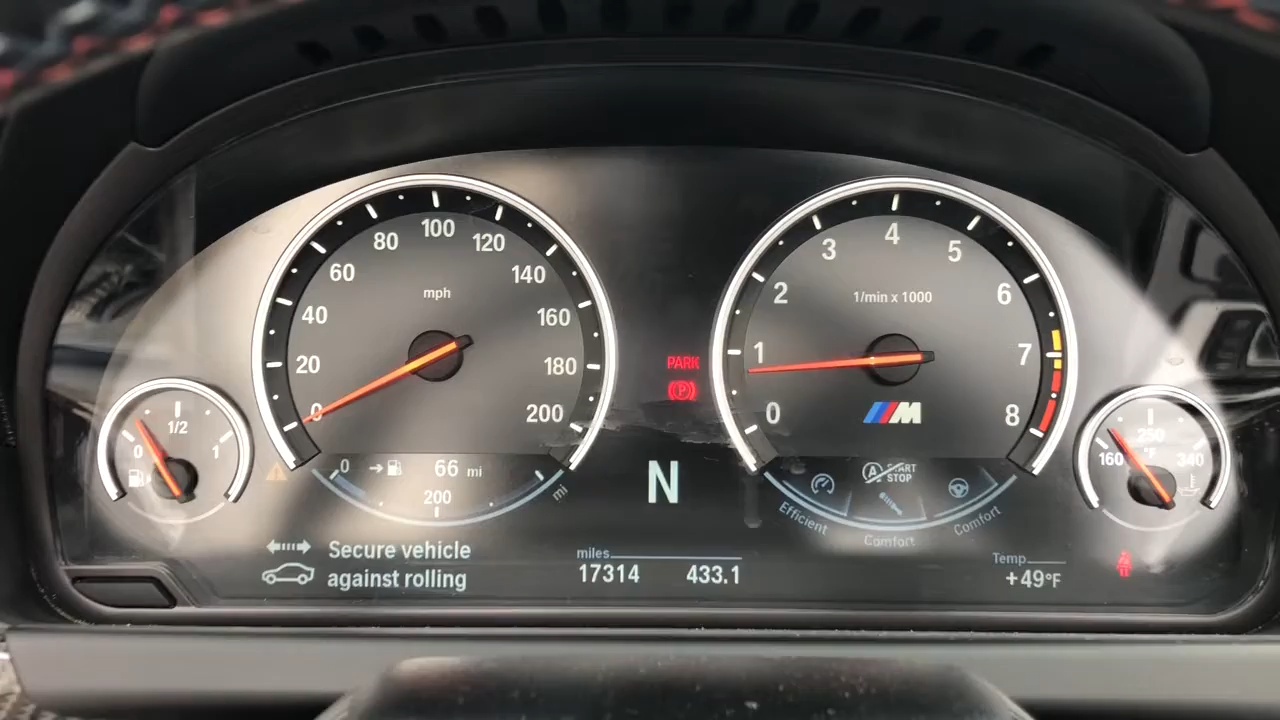 100
80
120
60
140
mph
40
160
20
180
0
200
4
3
5
2
6
1/min x 1000
1
7
0
8
M
PARK
P
1/2
0
1
250
160
°F
340
0
66 mi
200
mi
N
A START
STOP
Efficient
Comfort
Comfort
Secure vehicle
against rolling
miles
17314
433.1
Temp
+49°F